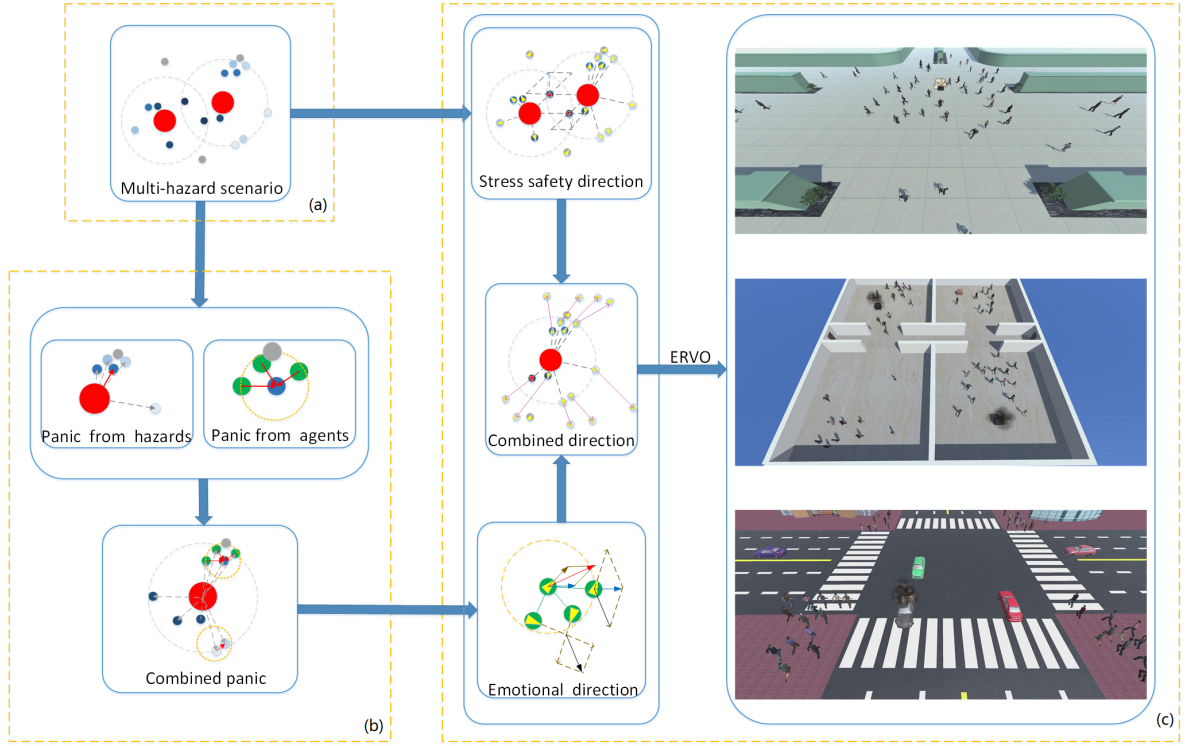 Multi-hazard scenario
(a)
Panic from hazards
Panic from agents
Combined panic
(b)
Stress safety direction
Combined direction
Emotional direction
ERVO
(c)